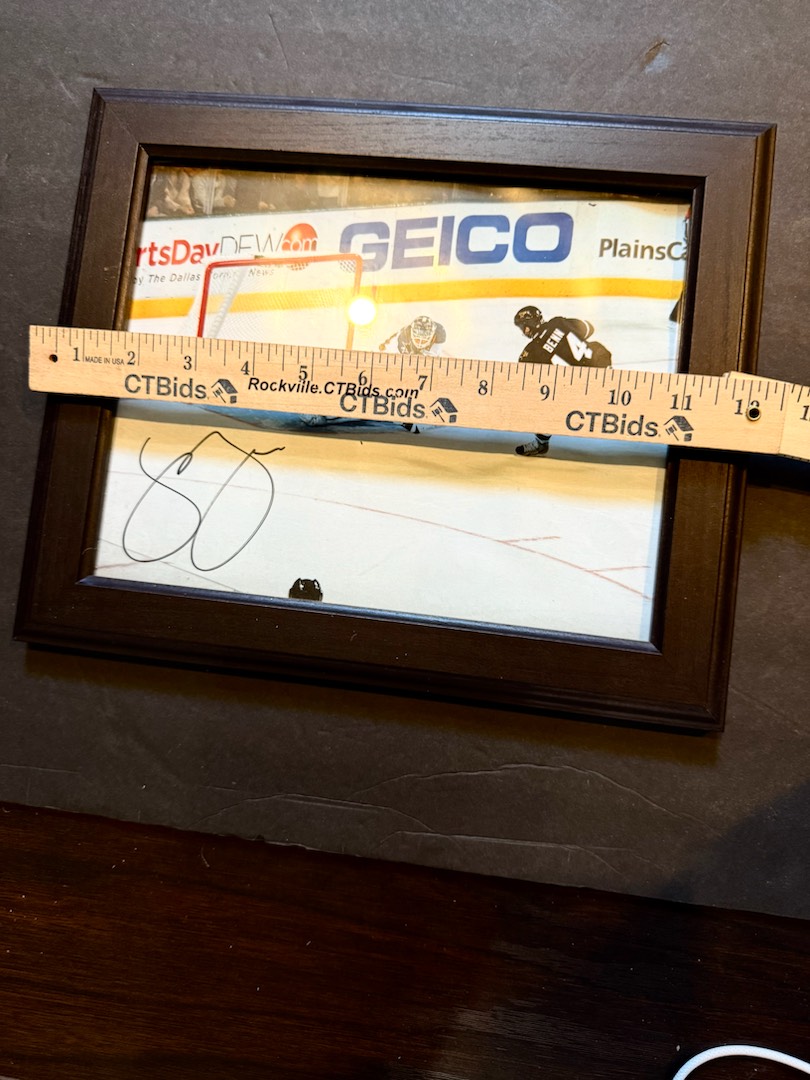 rtsDayDFW.com
by The Dallas Morning News
GEICO
PlainsCa
BENN
14
1 MADE IN USA 2 3 4 5 6 7 8 9 10 11 12
CTBids. Rockville.CTBids.com CTBids. CTBids.